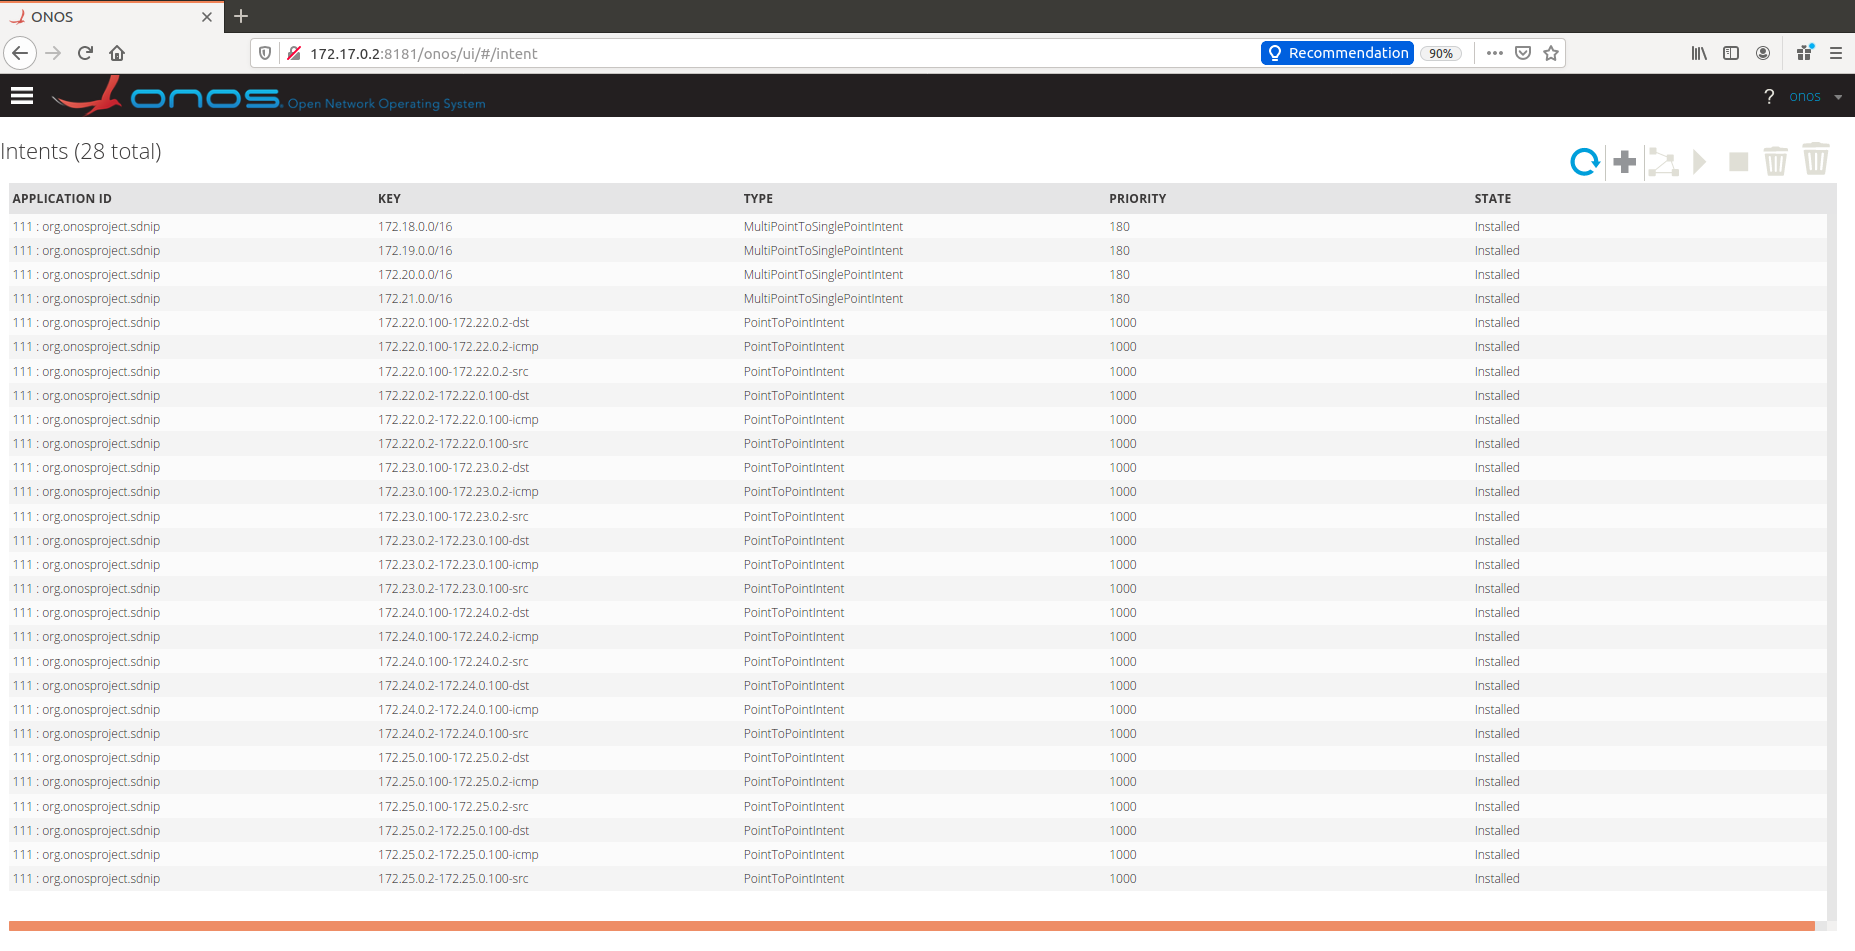 ONOS
172.17.0.2:8181/onos/ui/#/intent Recommendation 90%
onos Open Network Operating System ? onos
Intents (28 total)
APPLICATION ID KEY TYPE PRIORITY STATE
111 : org.onosproject.sdnip 172.18.0.0/16 MultiPointToSinglePointIntent 180 Installed
111 : org.onosproject.sdnip 172.19.0.0/16 MultiPointToSinglePointIntent 180 Installed
111 : org.onosproject.sdnip 172.20.0.0/16 MultiPointToSinglePointIntent 180 Installed
111 : org.onosproject.sdnip 172.21.0.0/16 MultiPointToSinglePointIntent 180 Installed
111 : org.onosproject.sdnip 172.22.0.100-172.22.0.2-dst PointToPointIntent 1000 Installed
111 : org.onosproject.sdnip 172.22.0.100-172.22.0.2-icmp PointToPointIntent 1000 Installed
111 : org.onosproject.sdnip 172.22.0.100-172.22.0.2-src PointToPointIntent 1000 Installed
111 : org.onosproject.sdnip 172.22.0.2-172.22.0.100-dst PointToPointIntent 1000 Installed
111 : org.onosproject.sdnip 172.22.0.2-172.22.0.100-icmp PointToPointIntent 1000 Installed
111 : org.onosproject.sdnip 172.22.0.2-172.22.0.100-src PointToPointIntent 1000 Installed
111 : org.onosproject.sdnip 172.23.0.100-172.23.0.2-dst PointToPointIntent 1000 Installed
111 : org.onosproject.sdnip 172.23.0.100-172.23.0.2-icmp PointToPointIntent 1000 Installed
111 : org.onosproject.sdnip 172.23.0.100-172.23.0.2-src PointToPointIntent 1000 Installed
111 : org.onosproject.sdnip 172.23.0.2-172.23.0.100-dst PointToPointIntent 1000 Installed
111 : org.onosproject.sdnip 172.23.0.2-172.23.0.100-icmp PointToPointIntent 1000 Installed
111 : org.onosproject.sdnip 172.23.0.2-172.23.0.100-src PointToPointIntent 1000 Installed
111 : org.onosproject.sdnip 172.24.0.100-172.24.0.2-dst PointToPointIntent 1000 Installed
111 : org.onosproject.sdnip 172.24.0.100-172.24.0.2-icmp PointToPointIntent 1000 Installed
111 : org.onosproject.sdnip 172.24.0.100-172.24.0.2-src PointToPointIntent 1000 Installed
111 : org.onosproject.sdnip 172.24.0.2-172.24.0.100-dst PointToPointIntent 1000 Installed
111 : org.onosproject.sdnip 172.24.0.2-172.24.0.100-icmp PointToPointIntent 1000 Installed
111 : org.onosproject.sdnip 172.24.0.2-172.24.0.100-src PointToPointIntent 1000 Installed
111 : org.onosproject.sdnip 172.25.0.100-172.25.0.2-dst PointToPointIntent 1000 Installed
111 : org.onosproject.sdnip 172.25.0.100-172.25.0.2-icmp PointToPointIntent 1000 Installed
111 : org.onosproject.sdnip 172.25.0.100-172.25.0.2-src PointToPointIntent 1000 Installed
111 : org.onosproject.sdnip 172.25.0.2-172.25.0.100-dst PointToPointIntent 1000 Installed
111 : org.onosproject.sdnip 172.25.0.2-172.25.0.100-icmp PointToPointIntent 1000 Installed
111 : org.onosproject.sdnip 172.25.0.2-172.25.0.100-src PointToPointIntent 1000 Installed